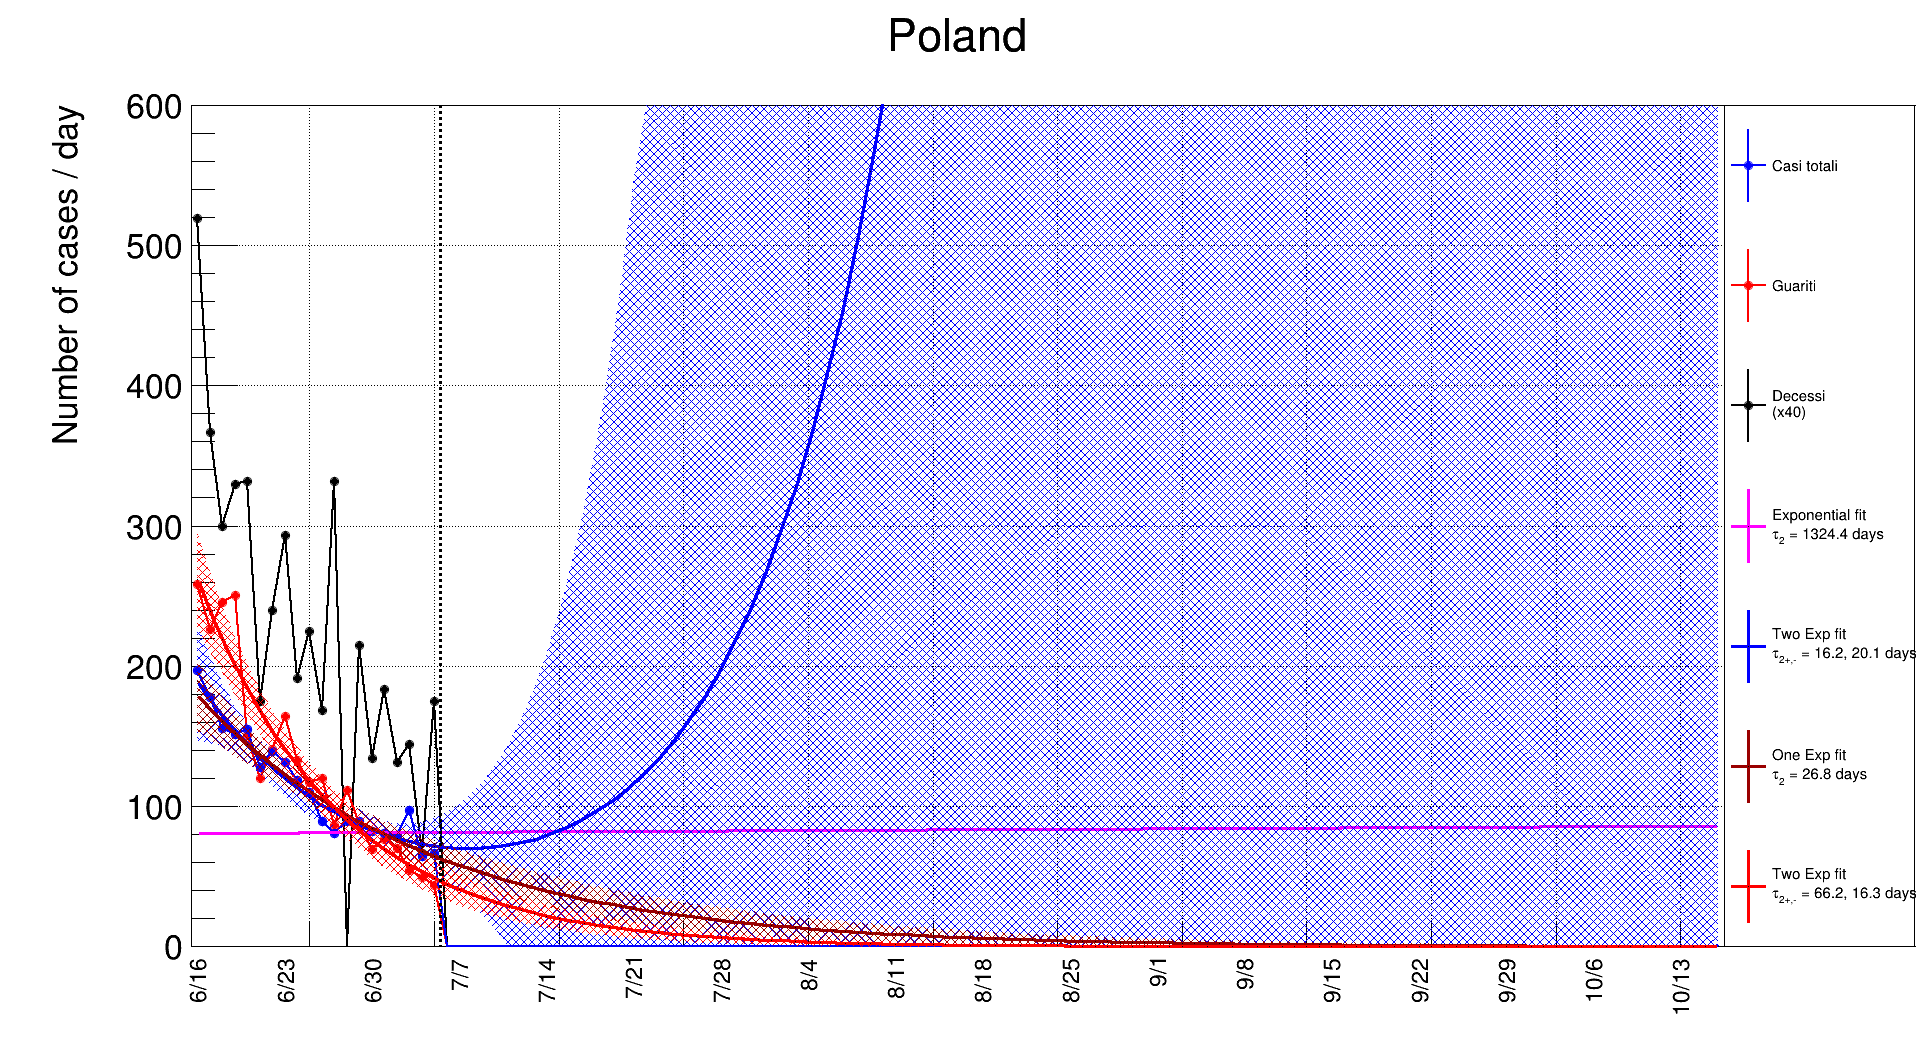 Poland
Number of cases / day
600
500
400
300
200
100
0
6/16
6/23
6/30
7/7
7/14
7/21
7/28
8/4
8/11
8/18
8/25
9/1
9/8
9/15
9/22
9/29
10/6
10/13
Casi totali
Guariti
Decessi
(x40)
Exponential fit
τ2 = 1324.4 days
Two Exp fit
τ2+,- = 16.2, 20.1 days
One Exp fit
τ2 = 26.8 days
Two Exp fit
τ2+,- = 66.2, 16.3 days